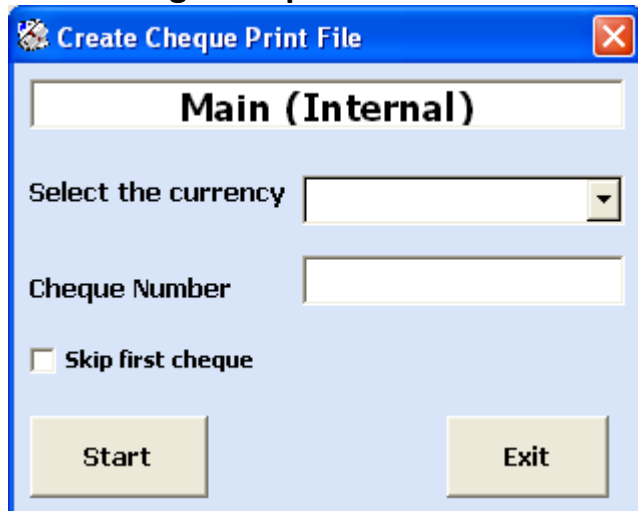 Create Cheque Print File
Main (Internal)
Select the currency
Cheque Number
Skip first cheque
Start Exit